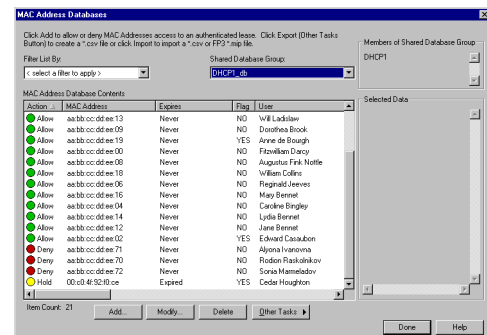 MAC Address Databases
Click Add to allow or deny MAC Addresses access to an authenticated lease. Click Export (Other Tasks
Button) to create a *.csv file or click Import to import a *.csv or FP3 *.mip file.
Filter List By:
< select a filter to apply >
Shared Database Group:
DHCP1_db
Members of Shared Database Group
DHCP1
MAC Address Database Contents
Action MAC Address Expires Flag User
Allow aa:bb:cc:dd:ee:13 Never NO Will Ladislaw
Allow aa:bb:cc:dd:ee:09 Never NO Dorothea Brook
Allow aa:bb:cc:dd:ee:19 Never YES Anne de Bough
Allow aa:bb:cc:dd:ee:00 Never NO Fitzwilliam Darcy
Allow aa:bb:cc:dd:ee:08 Never NO Augustus Fink Nottle
Allow aa:bb:cc:dd:ee:18 Never NO William Collins
Allow aa:bb:cc:dd:ee:06 Never NO Reginald Jeeves
Allow aa:bb:cc:dd:ee:16 Never NO Mary Bennet
Allow aa:bb:cc:dd:ee:04 Never NO Caroline Bingley
Allow aa:bb:cc:dd:ee:14 Never NO Lydia Bennet
Allow aa:bb:cc:dd:ee:12 Never NO Jane Bennet
Allow aa:bb:cc:dd:ee:02 Never YES Edward Casaubon
Deny aa:bb:cc:dd:ee:71 Never NO Alyona Ivanovna
Deny aa:bb:cc:dd:ee:70 Never NO Rodion Raskolnikov
Deny aa:bb:cc:dd:ee:72 Never NO Sonia Marmeladov
Hold 00:c0:4f:92:f0:ce Expired YES Cedar Houghton
Selected Data
Item Count: 21
Add...
Modify...
Delete
Other Tasks
Done
Help